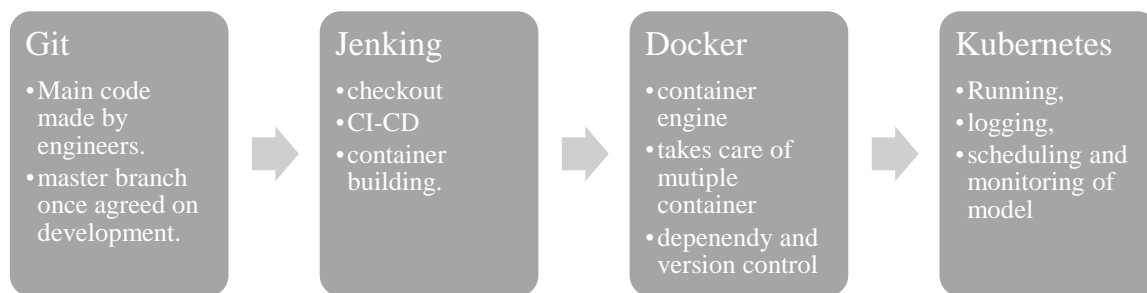 Git
•Main code
made by
engineers.
•master branch
once agreed on
development.
Jenking
•checkout
•CI-CD
•container
building.
Docker
•container
engine
•takes care of
mutiple
container
•depenendy and
version control
Kubernetes
•Running,
•logging,
•scheduling and
monitoring of
model